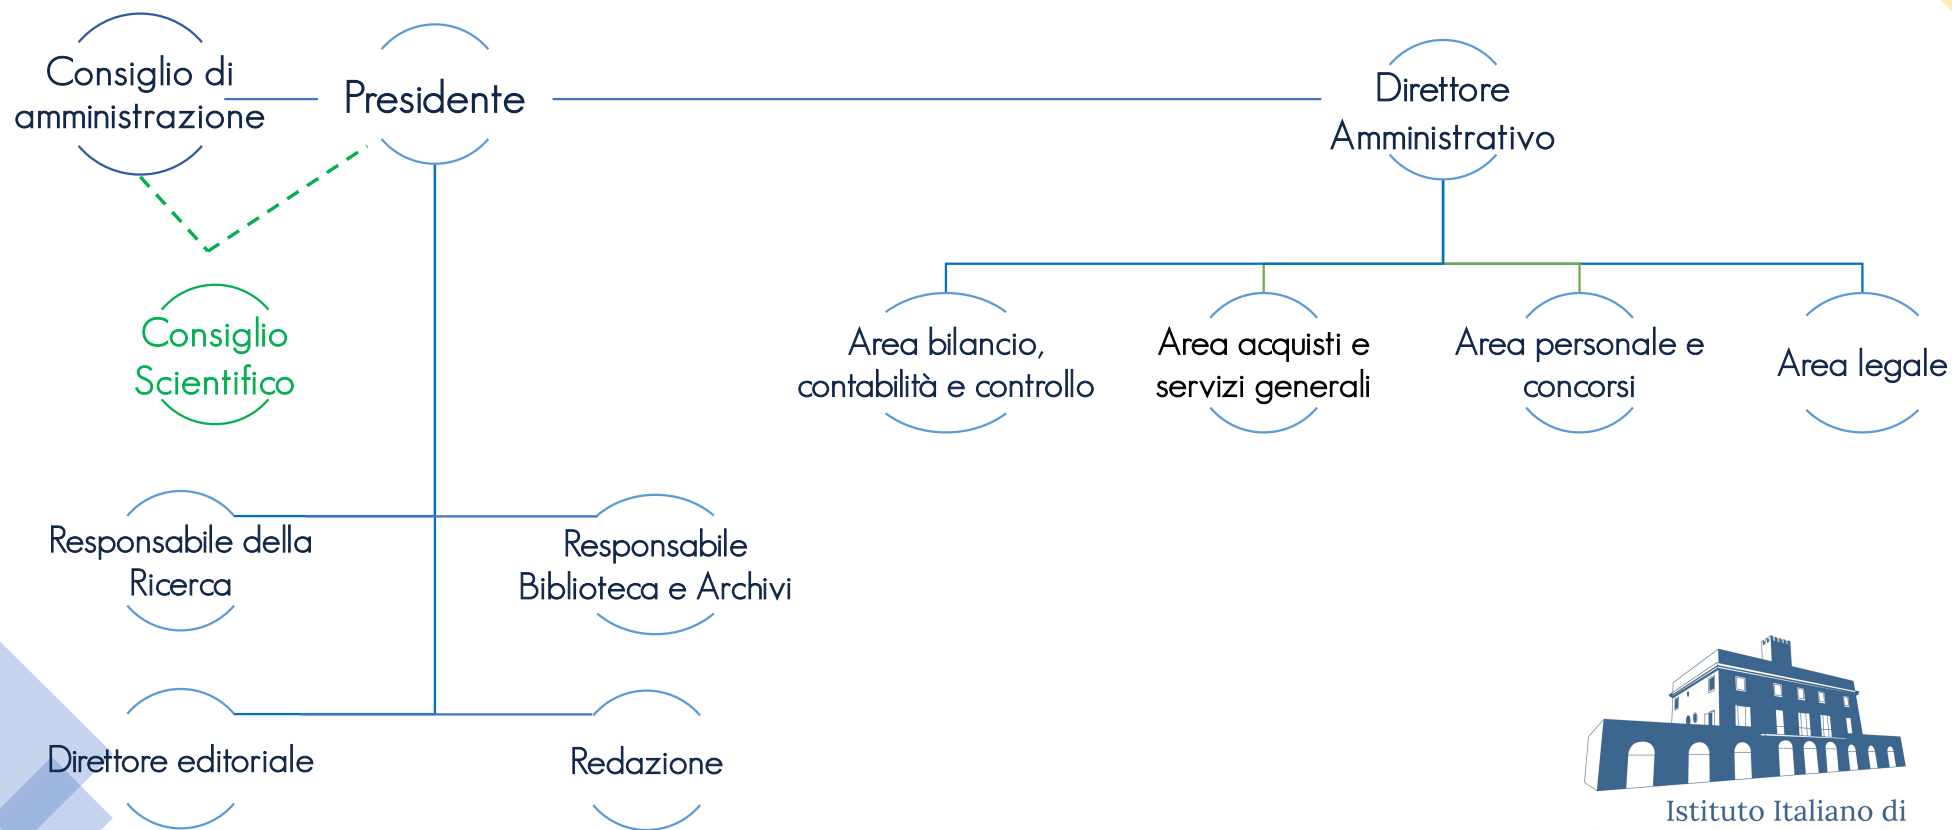 Consiglio di
amministrazione
Presidente
Direttore
Amministrativo
Consiglio
Scientifico
Area bilancio,
contabilità e controllo
Area acquisti e
servizi generali
Area personale e
concorsi
Area legale
Responsabile della
Ricerca
Responsabile
Biblioteca e Archivi
Direttore editoriale
Redazione
Istituto Italiano di